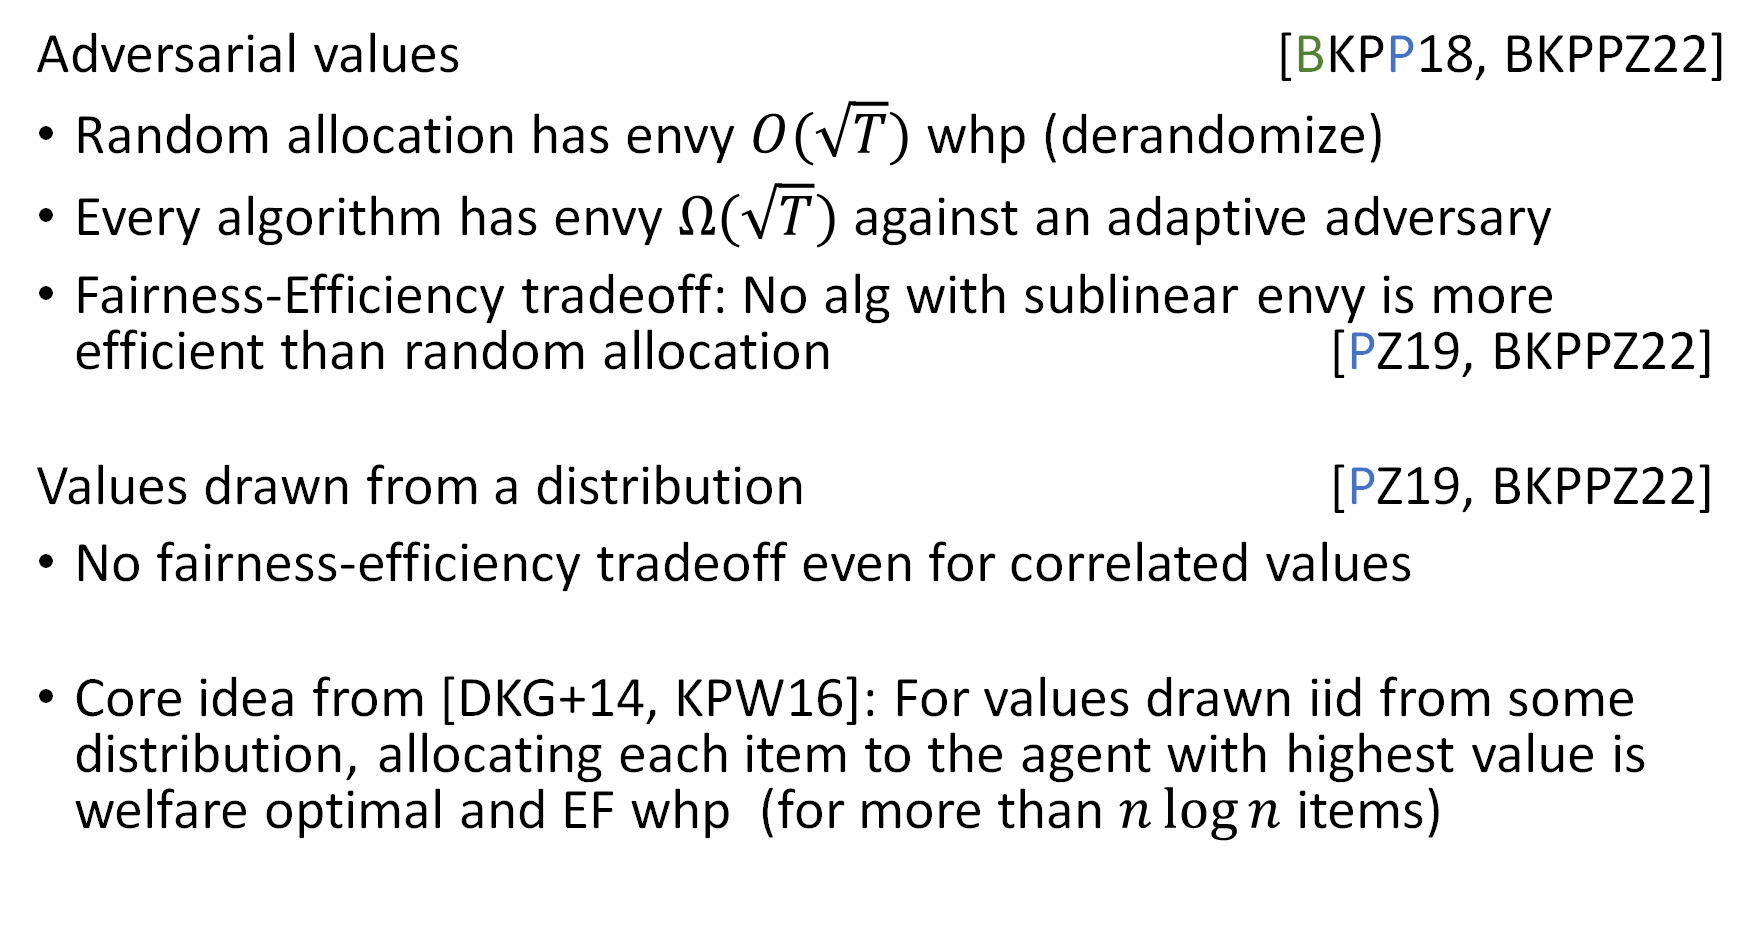 Adversarial values [BKPP18, BKPPZ22]
• Random allocation has envy O(√T) whp (derandomize)
• Every algorithm has envy Ω(√T) against an adaptive adversary
• Fairness-Efficiency tradeoff: No alg with sublinear envy is more
efficient than random allocation [PZ19, BKPPZ22]
Values drawn from a distribution [PZ19, BKPPZ22]
• No fairness-efficiency tradeoff even for correlated values
• Core idea from [DKG+14, KPW16]: For values drawn iid from some
distribution, allocating each item to the agent with highest value is
welfare optimal and EF whp (for more than n log n items)